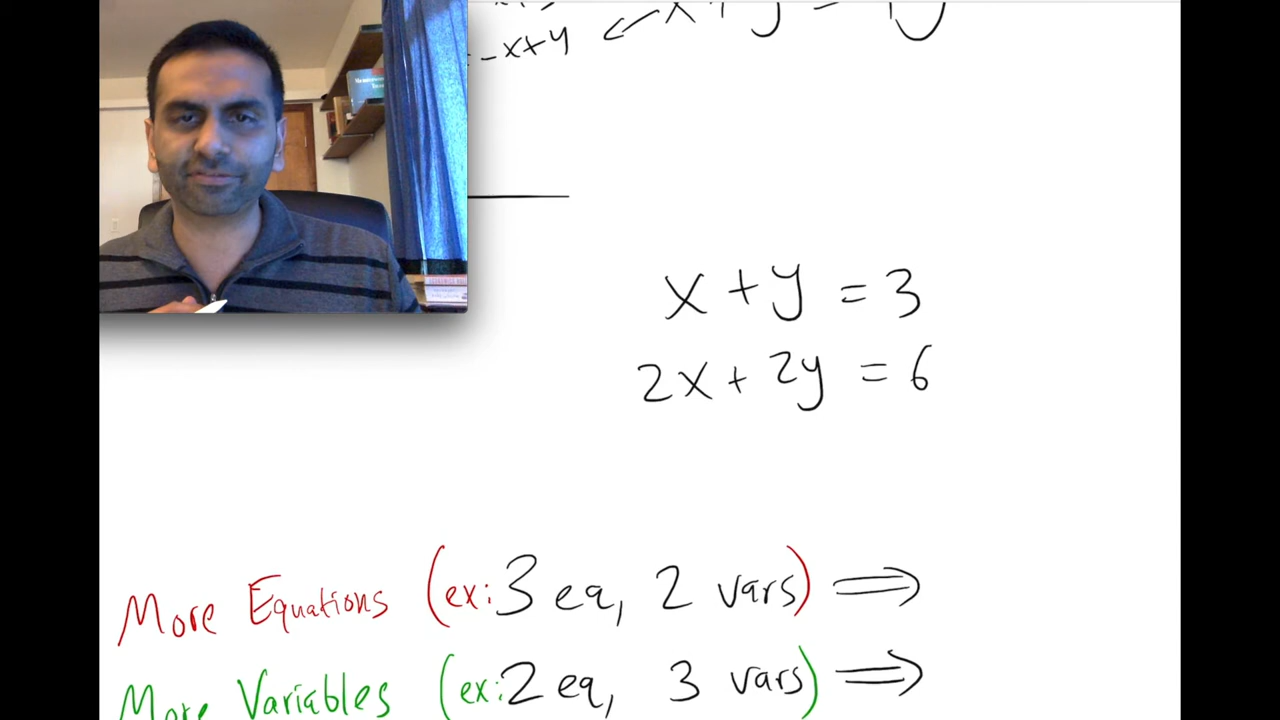 -x+y
x+y=3
2x+2y=6
More Equations (ex: 3 eq, 2 vars) ⟹
More Variables (ex: 2 eq, 3 vars) ⟹